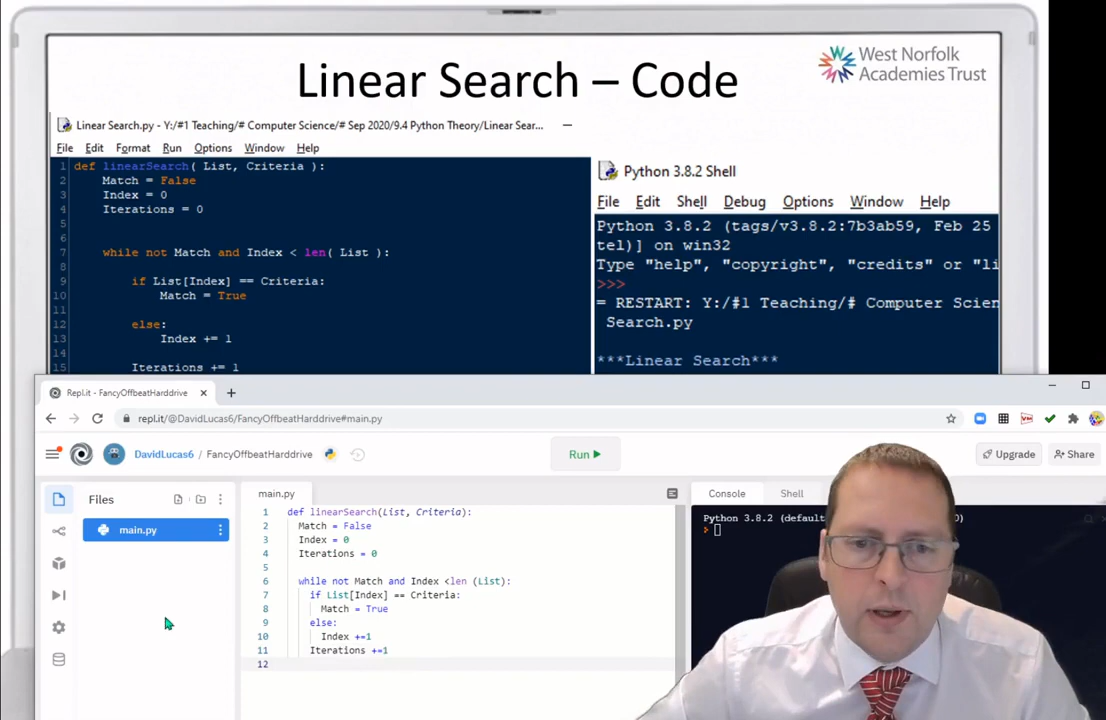 Linear Search – Code
West Norfolk
Academies Trust
Linear Search.py - Y:/#1 Teaching/# Computer Science/# Sep 2020/9.4 Python Theory/Linear Sear...
File Edit Format Run Options Window Help
1 def linearSearch( List, Criteria ):
2 Match = False
3 Index = 0
4 Iterations = 0
5
6
7 while not Match and Index < len( List ):
8
9 if List[Index] == Criteria:
10 Match = True
11
12 else:
13 Index += 1
14
15 Iterations += 1
Python 3.8.2 Shell
File Edit Shell Debug Options Window Help
Python 3.8.2 (tags/v3.8.2:7b3ab59, Feb 25
tel)] on win32
Type "help", "copyright", "credits" or "li
>>>
= RESTART: Y:/#1 Teaching/# Computer Scien
Search.py
***Linear Search***
Repl.it - FancyOffbeatHarddrive
repl.it/@DavidLucas6/FancyOffbeatHarddrive#main.py
DavidLucas6 / FancyOffbeatHarddrive
Run
Upgrade
Share
Files
main.py
main.py
1 def linearSearch(List, Criteria):
2 Match = False
3 Index = 0
4 Iterations = 0
5
6 while not Match and Index <len (List):
7 if List[Index] == Criteria:
8 Match = True
9 else:
10 Index +=1
11 Iterations +=1
12
Console Shell
Python 3.8.2 (default
0)
>